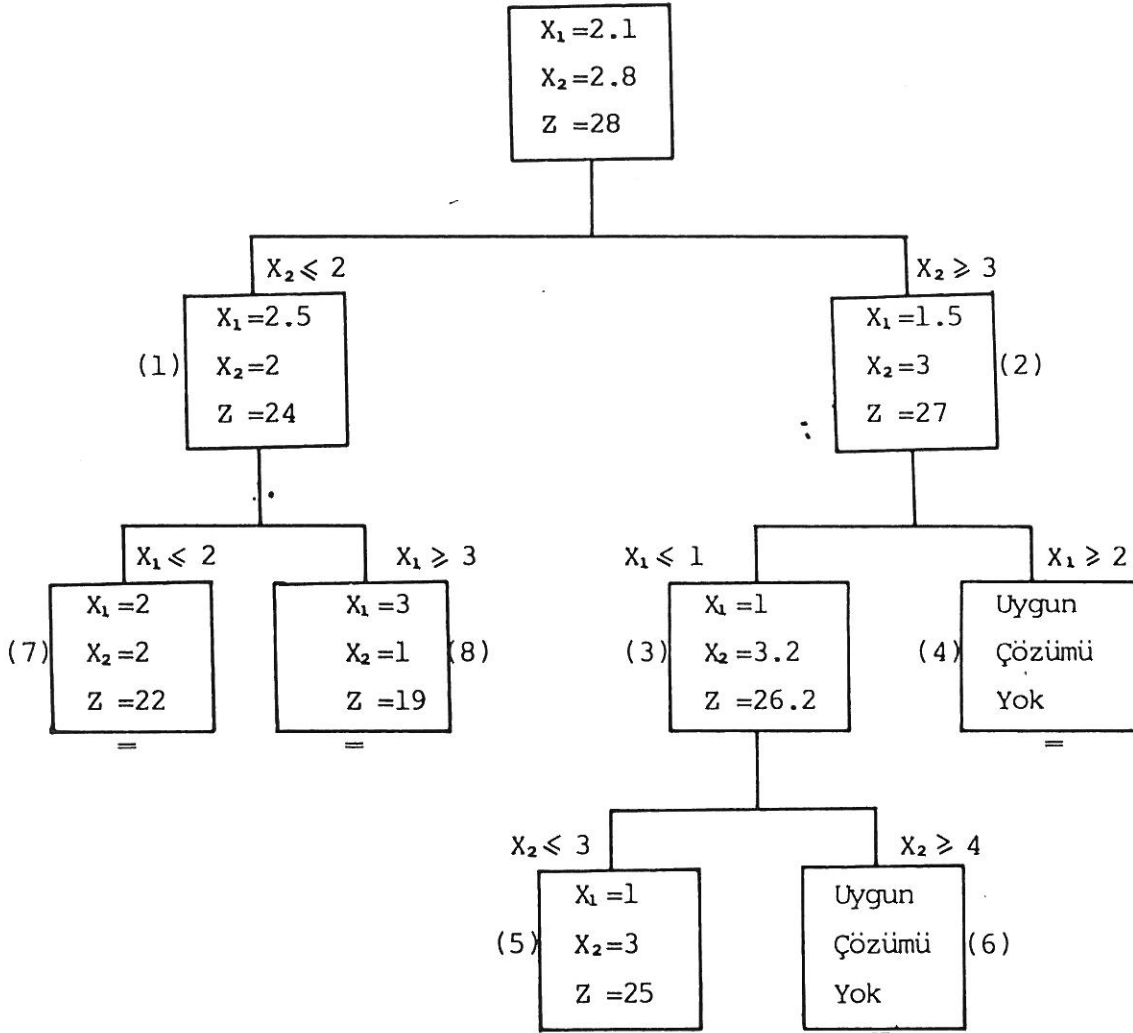 X₁=2.1
X₂=2.8
Z =28
X₂ ⩽ 2
X₂ ⩾ 3
(1)
X₁=2.5
X₂=2
Z =24
X₁=1.5
X₂=3
Z =27
(2)
X₁ ⩽ 2
X₁ ⩾ 3
X₁ ⩽ 1
X₁ ⩾ 2
(7)
X₁=2
X₂=2
Z =22
=
X₁=3
X₂=1
Z =19
(8)
=
(3)
X₁=1
X₂=3.2
Z =26.2
(4)
Uygun
Çözümü
Yok
=
X₂ ⩽ 3
X₂ ⩾ 4
(5)
X₁=1
X₂=3
Z =25
Uygun
Çözümü
Yok
(6)